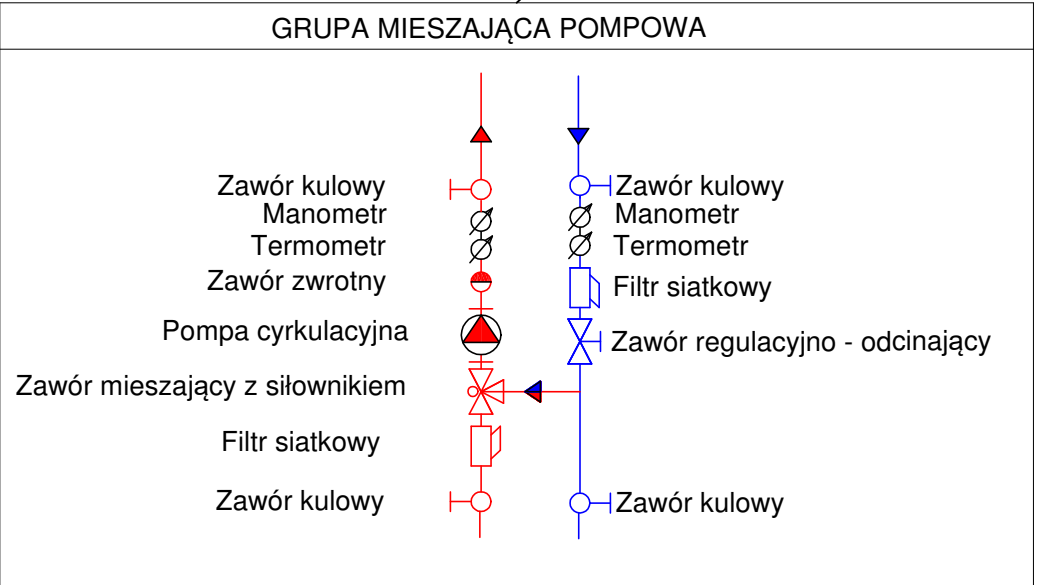 GRUPA MIESZAJĄCA POMPOWA
Zawór kulowy
Manometr
Termometr
Zawór zwrotny
Pompa cyrkulacyjna
Zawór mieszający z siłownikiem
Filtr siatkowy
Zawór kulowy
Zawór kulowy
Manometr
Termometr
Filtr siatkowy
Zawór regulacyjno - odcinający
Zawór kulowy